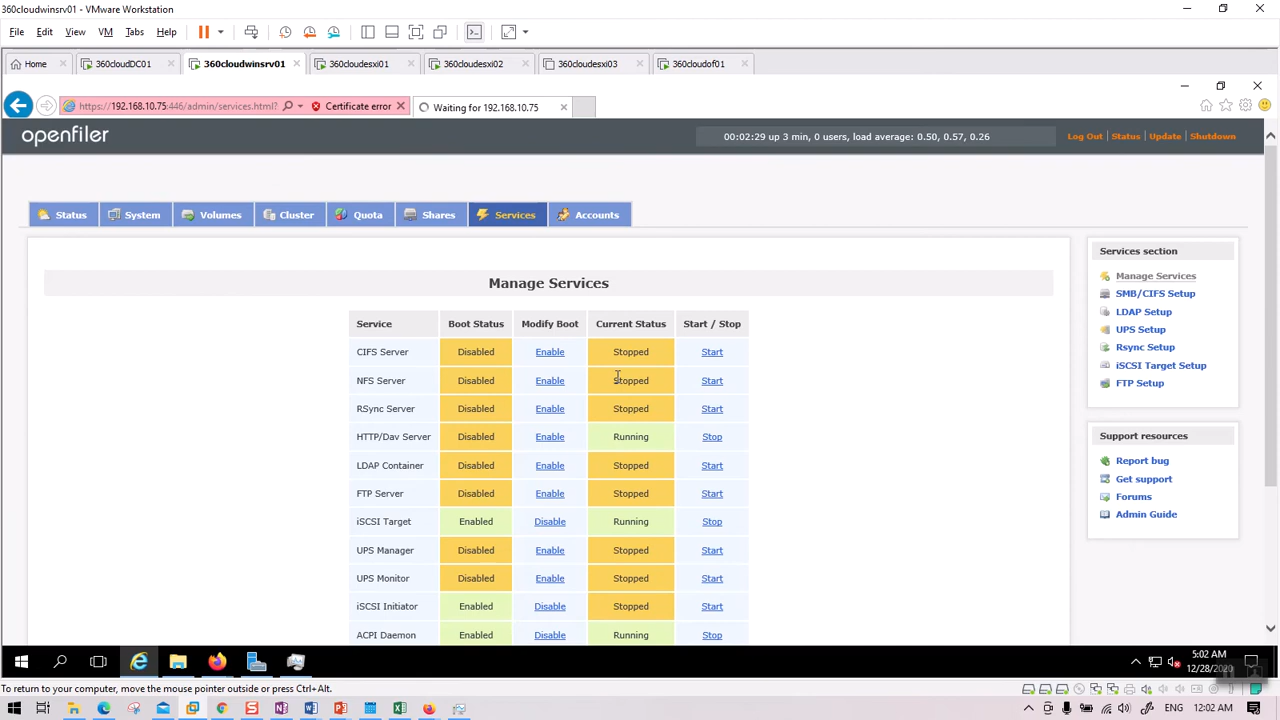 360cloudwinsrv01 - VMware Workstation
File Edit View VM Tabs Help
Home 360cloudDC01 360cloudwinsrv01 360cloudesxi01 360cloudesxi02 360cloudesxi03 360cloudof01
https://192.168.10.75:446/admin/services.html? Certificate error Waiting for 192.168.10.75
openfiler 00:02:29 up 3 min, 0 users, load average: 0.50, 0.57, 0.26 Log Out Status Update Shutdown
Status System Volumes Cluster Quota Shares Services Accounts
Manage Services
Service Boot Status Modify Boot Current Status Start / Stop
CIFS Server Disabled Enable Stopped Start
NFS Server Disabled Enable Stopped Start
RSync Server Disabled Enable Stopped Start
HTTP/Dav Server Disabled Enable Running Stop
LDAP Container Disabled Enable Stopped Start
FTP Server Disabled Enable Stopped Start
iSCSI Target Enabled Disable Running Stop
UPS Manager Disabled Enable Stopped Start
UPS Monitor Disabled Enable Stopped Start
iSCSI Initiator Enabled Disable Stopped Start
ACPI Daemon Enabled Disable Running Stop
Services section
Manage Services
SMB/CIFS Setup
LDAP Setup
UPS Setup
Rsync Setup
iSCSI Target Setup
FTP Setup
Support resources
Report bug
Get support
Forums
Admin Guide
5:02 AM
12/28/2020
To return to your computer, move the mouse pointer outside or press Ctrl+Alt.
ENG 12:02 AM